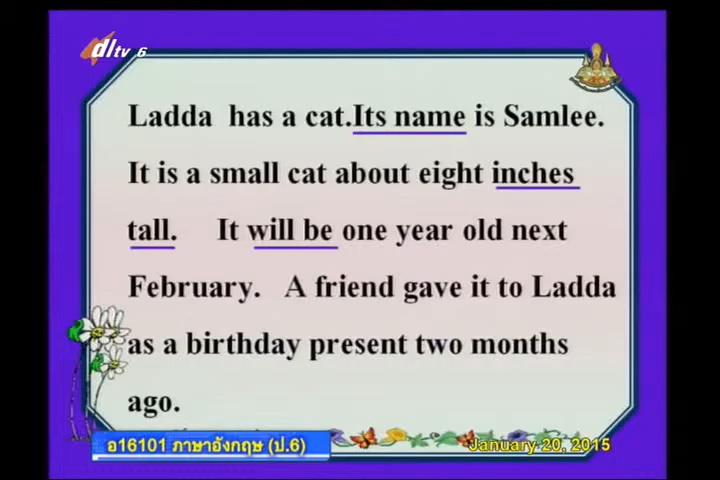 dltv 6
Ladda has a cat.Its name is Samlee.
It is a small cat about eight inches
tall. It will be one year old next
February. A friend gave it to Ladda
as a birthday present two months
ago.
อ16101 ภาษาอังกฤษ (ป.6)
January 20, 2015